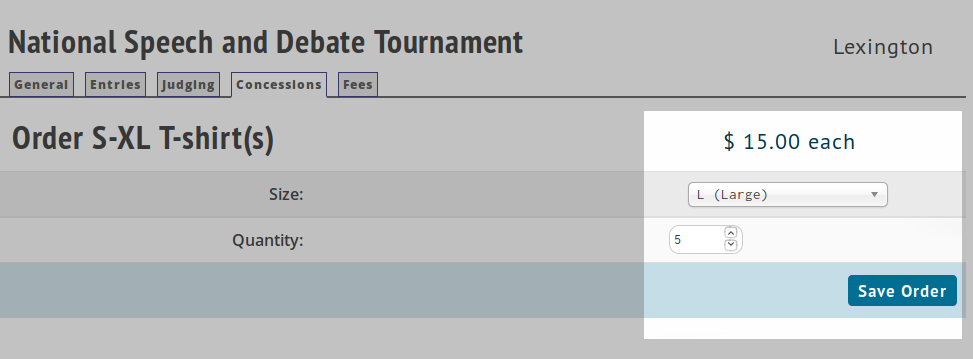 National Speech and Debate Tournament
Lexington
General Entries Judging Concessions Fees
Order S-XL T-shirt(s)
$ 15.00 each
Size: L (Large)
Quantity: 5
Save Order